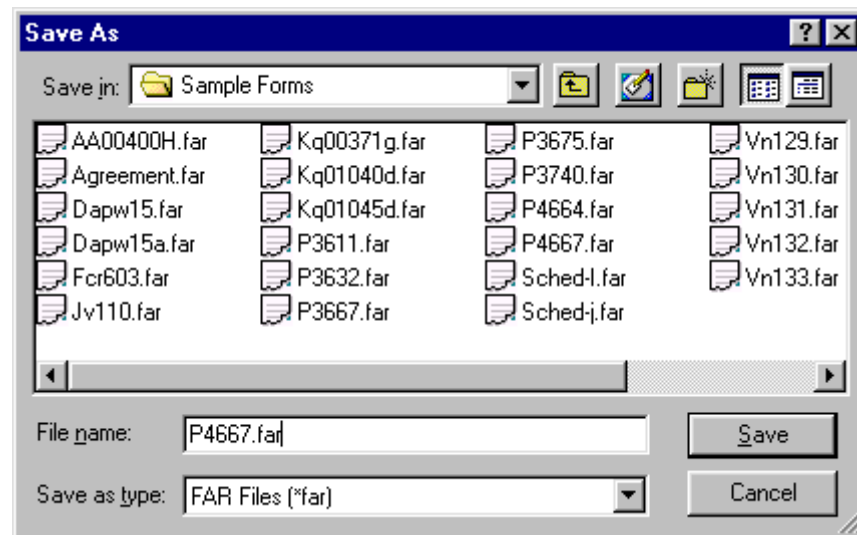 Save As
Save in: Sample Forms
AA00400H.far Kq00371g.far P3675.far Vn129.far
Agreement.far Kq01040d.far P3740.far Vn130.far
Dapw15.far Kq01045d.far P4664.far Vn131.far
Dapw15a.far P3611.far P4667.far Vn132.far
Fcr603.far P3632.far Sched-I.far Vn133.far
Jv110.far P3667.far Sched-j.far
File name: P4667.far Save
Save as type: FAR Files (*far) Cancel